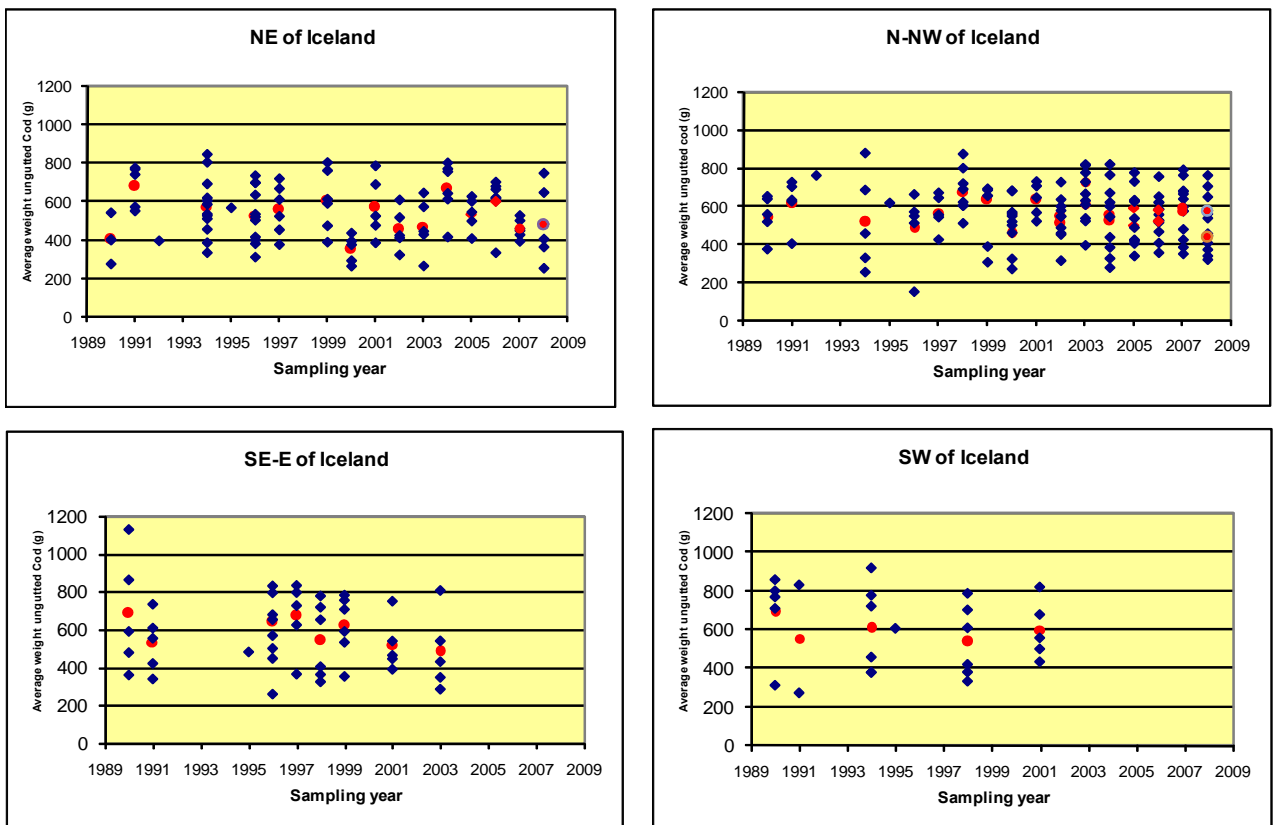 NE of Iceland
Average weight ungutted Cod (g)
1200
1000
800
600
400
200
0
1989 1991 1993 1995 1997 1999 2001 2003 2005 2007 2009
Sampling year
N-NW of Iceland
Average weight ungutted cod (g)
1200
1000
800
600
400
200
0
1989 1991 1993 1995 1997 1999 2001 2003 2005 2007 2009
Sampling year
SE-E of Iceland
Average weight ungutted Cod (g)
1200
1000
800
600
400
200
0
1989 1991 1993 1995 1997 1999 2001 2003 2005 2007 2009
Sampling year
SW of Iceland
Average weight ungutted Cod (g)
1200
1000
800
600
400
200
0
1989 1991 1993 1995 1997 1999 2001 2003 2005 2007 2009
Sampling year